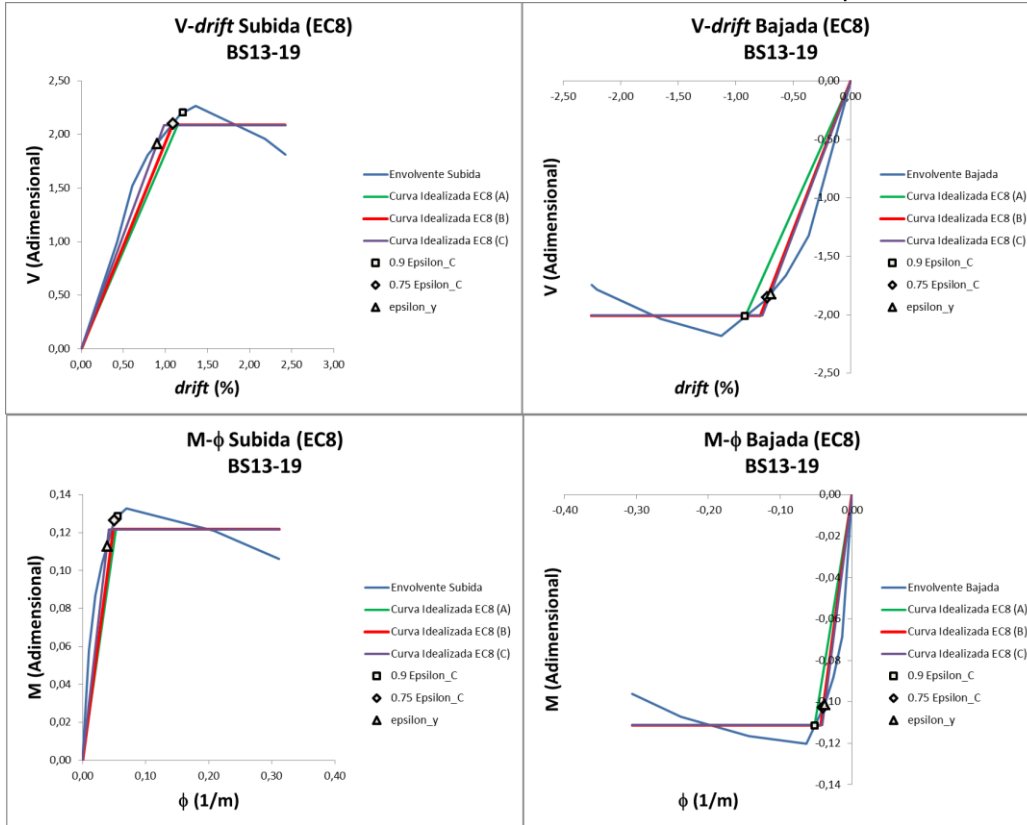 V-drift Subida (EC8)
BS13-19
V (Adimensional)
2,50
2,00
1,50
1,00
0,50
0,00
0,00 0,50 1,00 1,50 2,00 2,50 3,00
drift (%)
Envolvente Subida
Curva Idealizada EC8 (A)
Curva Idealizada EC8 (B)
Curva Idealizada EC8 (C)
0.9 Epsilon_C
0.75 Epsilon_C
epsilon_y
V-drift Bajada (EC8)
BS13-19
-2,50 -2,00 -1,50 -1,00 -0,50 0,00
0,00
-0,50
-1,00
-1,50
-2,00
-2,50
V (Adimensional)
drift (%)
Envolvente Bajada
Curva Idealizada EC8 (A)
Curva Idealizada EC8 (B)
Curva Idealizada EC8 (C)
0.9 Epsilon_C
0.75 Epsilon_C
epsilon_y
M-ϕ Subida (EC8)
BS13-19
M (Adimensional)
0,14
0,12
0,10
0,08
0,06
0,04
0,02
0,00
0,00 0,10 0,20 0,30 0,40
ϕ (1/m)
Envolvente Subida
Curva Idealizada EC8 (A)
Curva Idealizada EC8 (B)
Curva Idealizada EC8 (C)
0.9 Epsilon_C
0.75 Epsilon_C
epsilon_y
M-ϕ Bajada (EC8)
BS13-19
-0,40 -0,30 -0,20 -0,10 0,00
0,00
-0,02
-0,04
-0,06
-0,08
-0,10
-0,12
-0,14
M (Adimensional)
ϕ (1/m)
Envolvente Bajada
Curva Idealizada EC8 (A)
Curva Idealizada EC8 (B)
Curva Idealizada EC8 (C)
0.9 Epsilon_C
0.75 Epsilon_C
epsilon_y